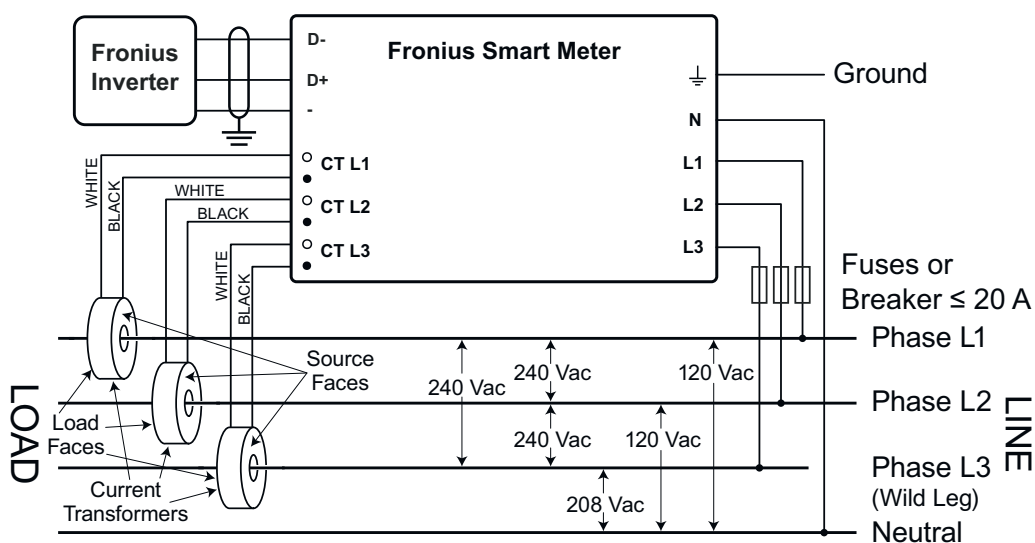 Fronius
Inverter
D-
D+
-
Fronius Smart Meter
Ground
N
L1
L2
L3
CT L1
CT L2
CT L3
WHITE
BLACK
WHITE
BLACK
WHITE
BLACK
Fuses or
Breaker ≤ 20 A
Phase L1
Source
Faces
240 Vac
240 Vac
120 Vac
Phase L2
LOAD
LINE
Load
Faces
240 Vac
120 Vac
Phase L3
(Wild Leg)
Current
Transformers
208 Vac
Neutral